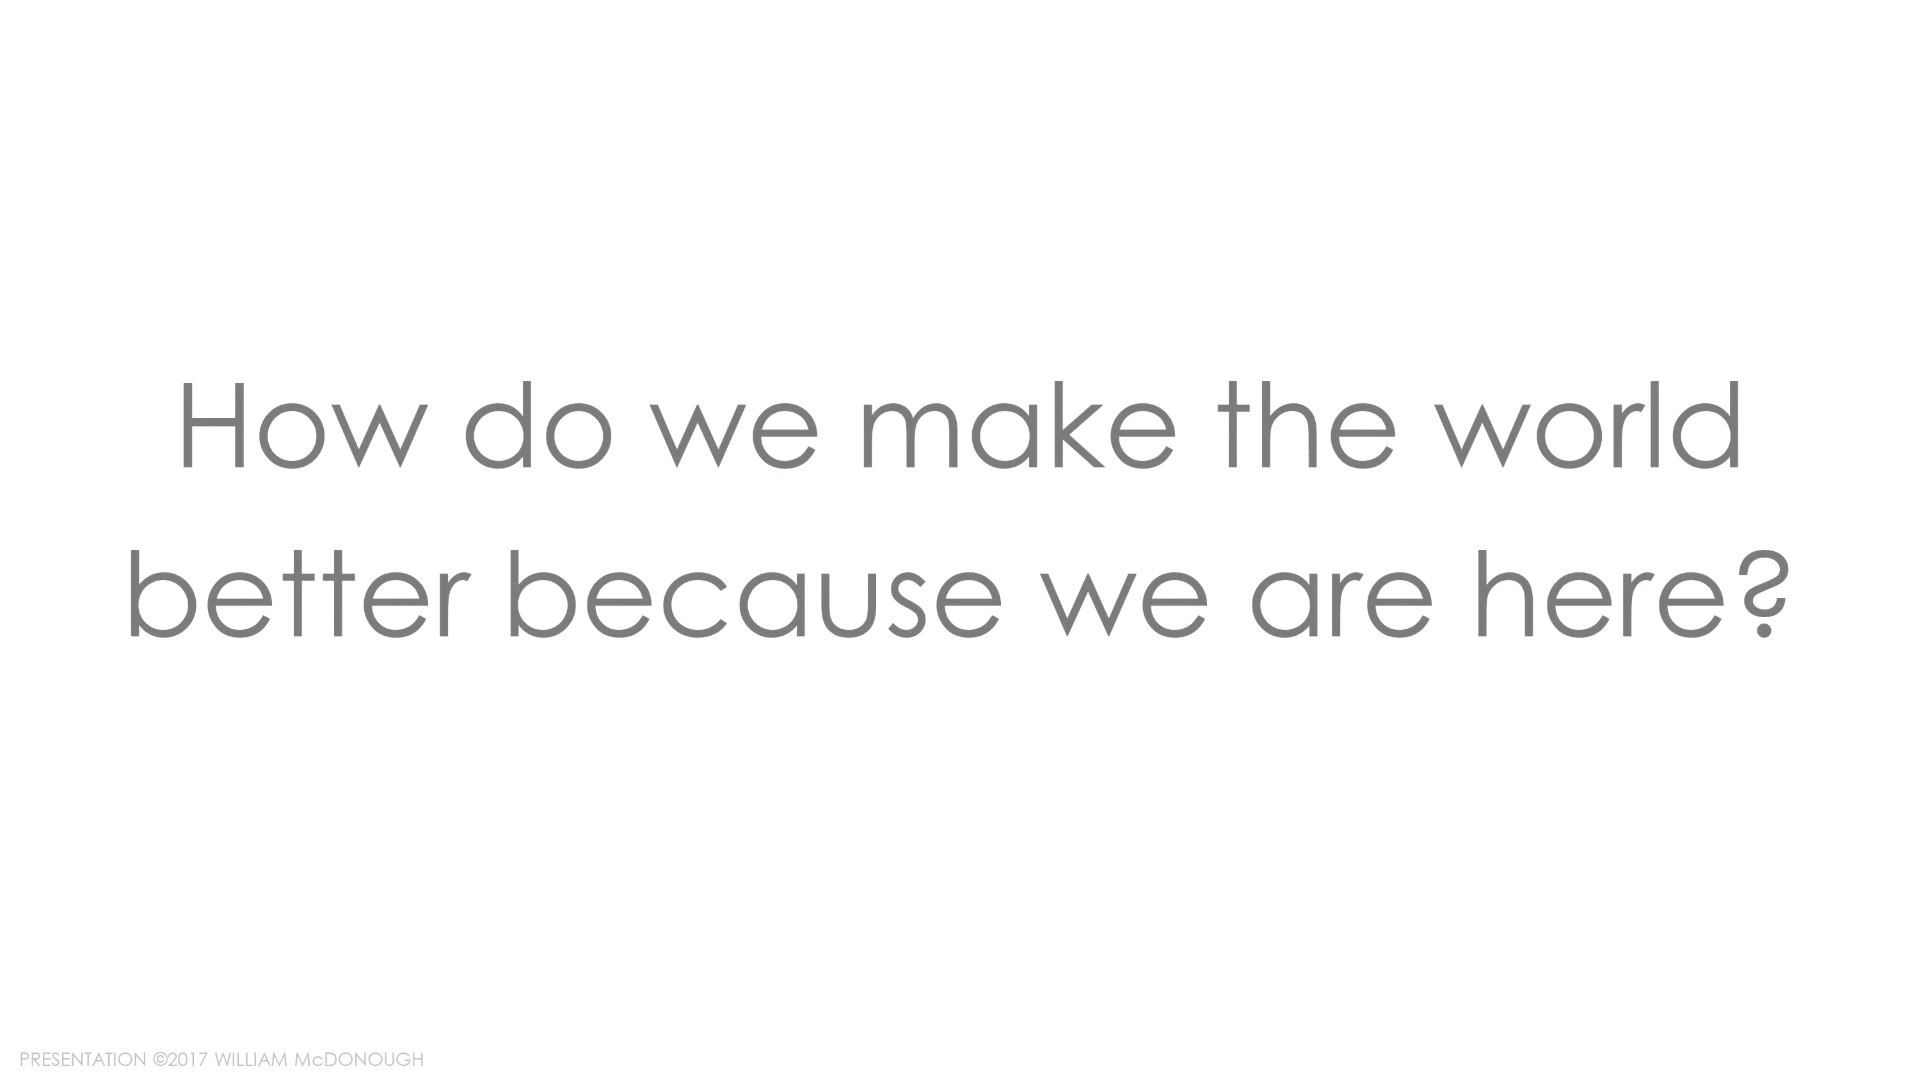 How do we make the world
better because we are here?
PRESENTATION ©2017 WILLIAM McDONOUGH